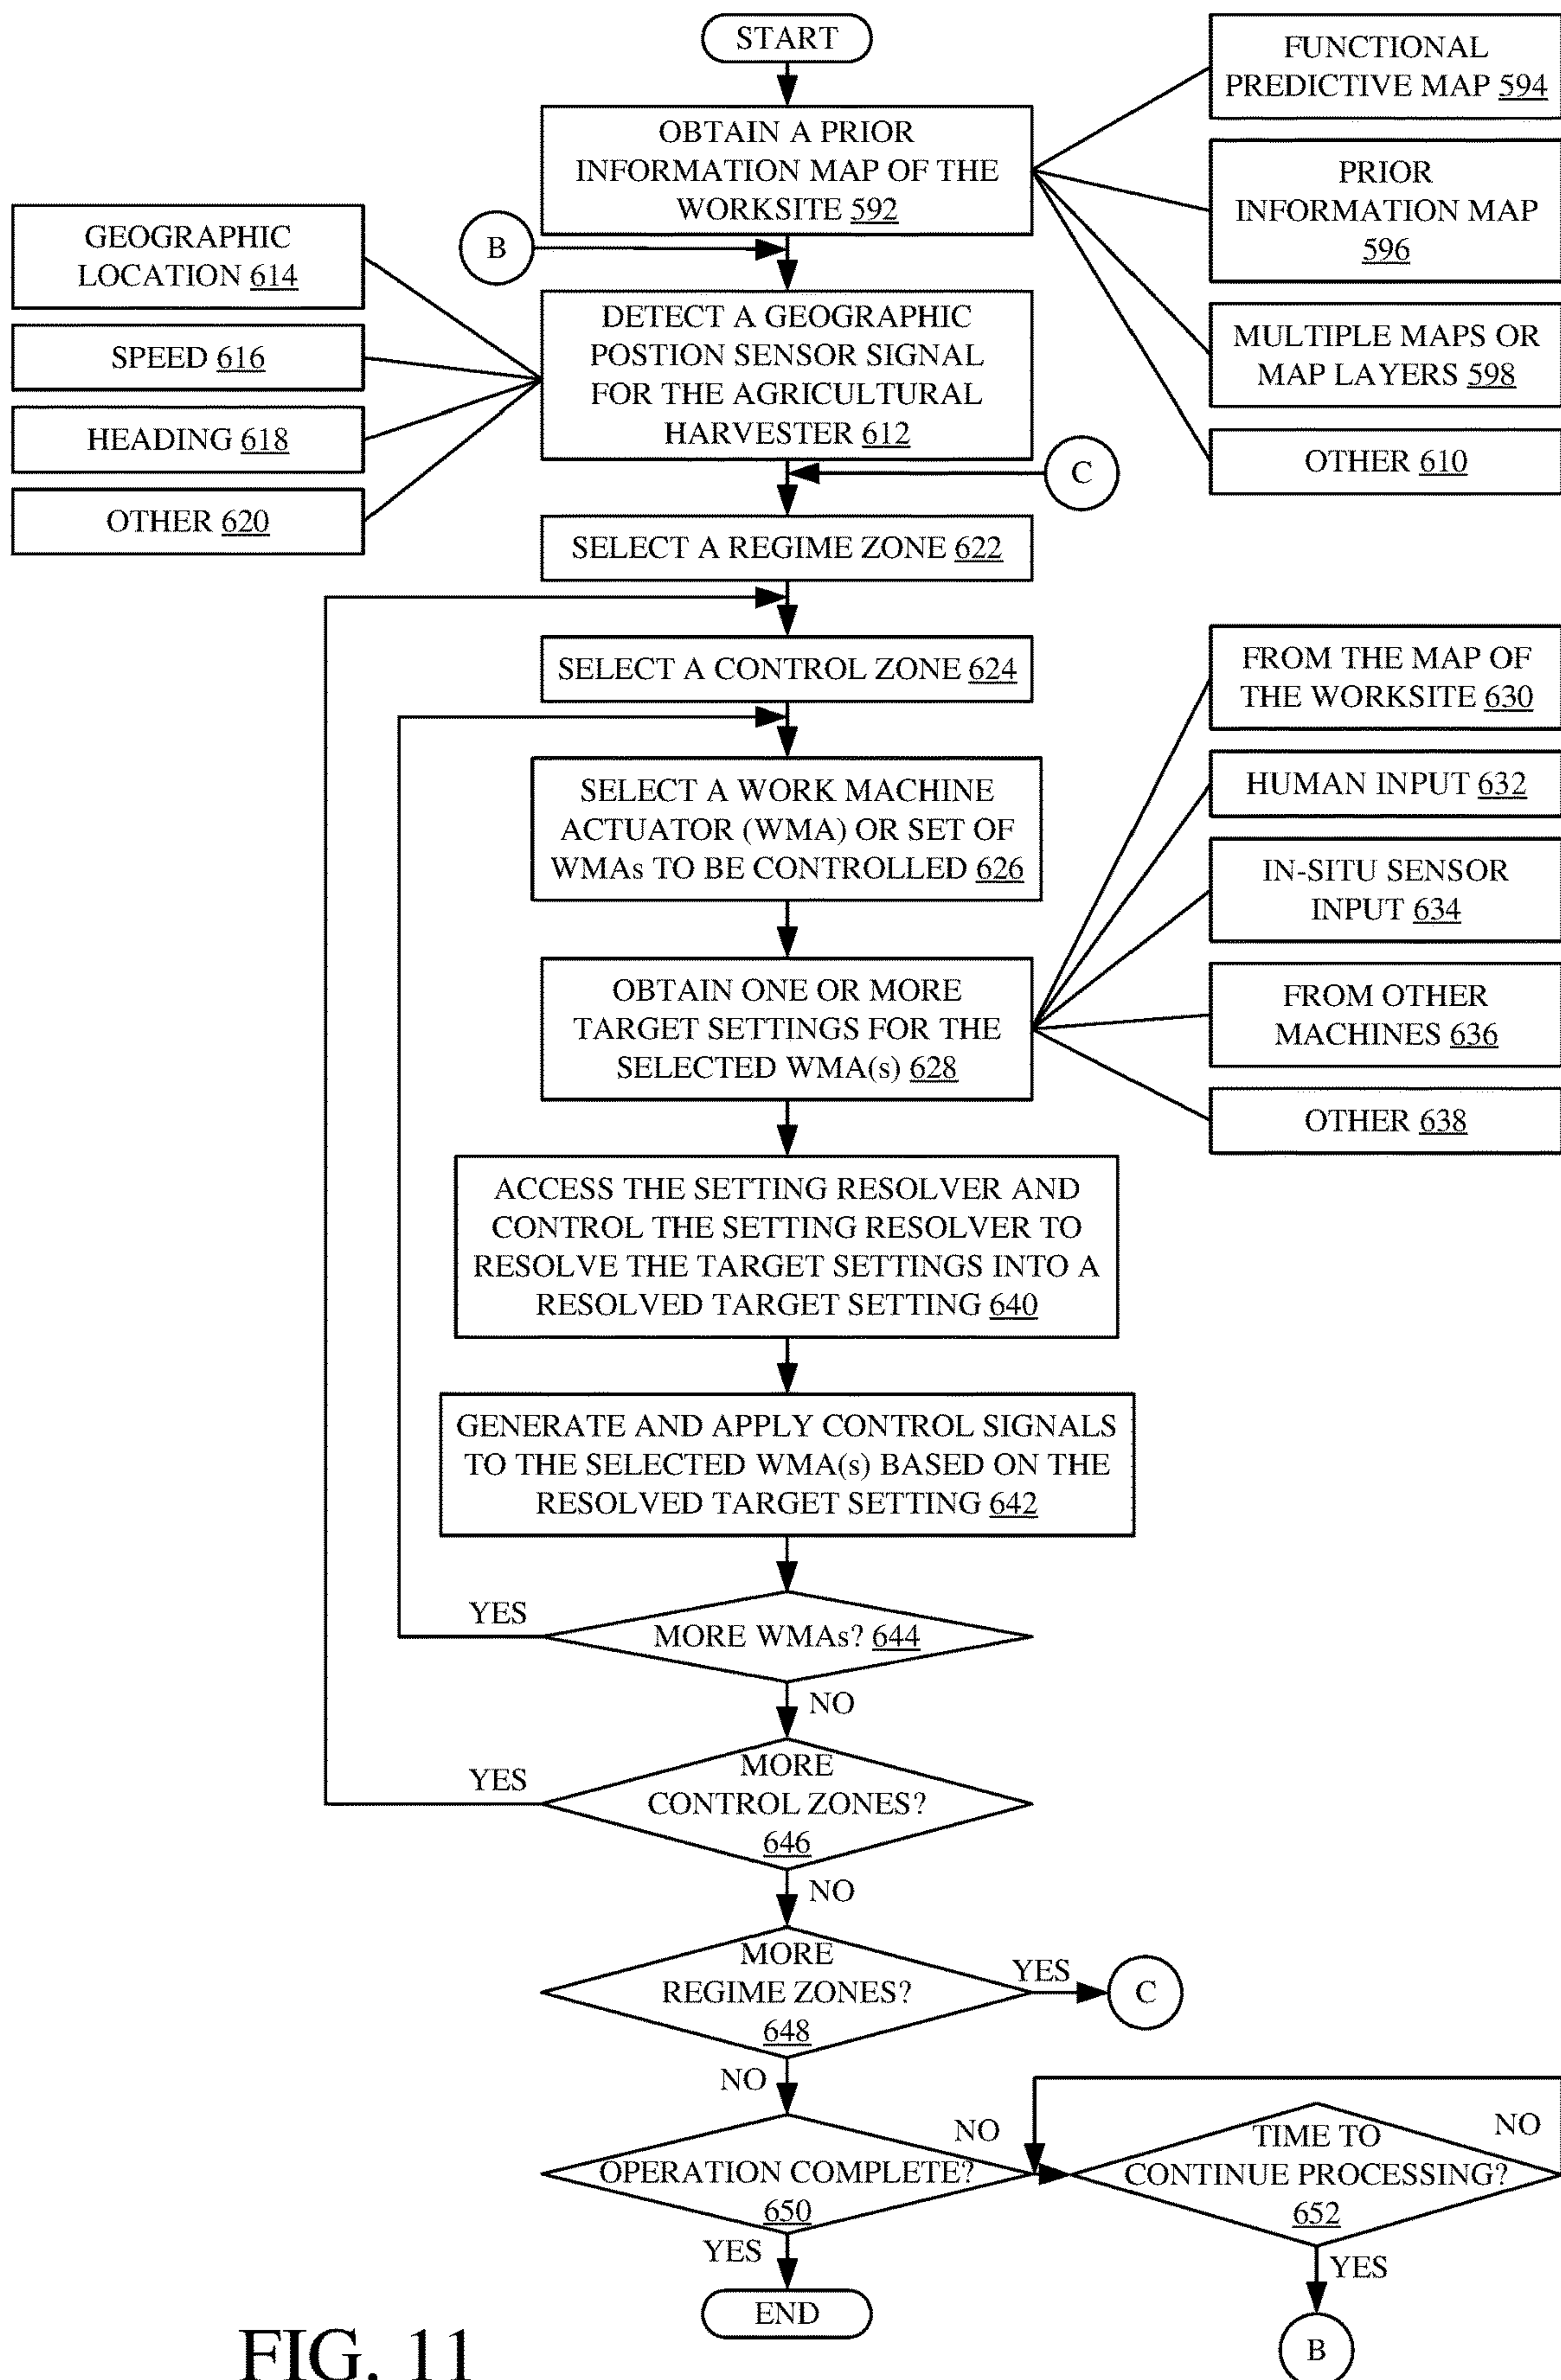 START
OBTAIN A PRIOR
INFORMATION MAP OF THE
WORKSITE 592
FUNCTIONAL
PREDICTIVE MAP 594
PRIOR
INFORMATION MAP
596
MULTIPLE MAPS OR
MAP LAYERS 598
OTHER 610
B
DETECT A GEOGRAPHIC
POSTION SENSOR SIGNAL
FOR THE AGRICULTURAL
HARVESTER 612
GEOGRAPHIC
LOCATION 614
SPEED 616
HEADING 618
OTHER 620
C
SELECT A REGIME ZONE 622
SELECT A CONTROL ZONE 624
SELECT A WORK MACHINE
ACTUATOR (WMA) OR SET OF
WMAs TO BE CONTROLLED 626
OBTAIN ONE OR MORE
TARGET SETTINGS FOR THE
SELECTED WMA(s) 628
FROM THE MAP OF
THE WORKSITE 630
HUMAN INPUT 632
IN-SITU SENSOR
INPUT 634
FROM OTHER
MACHINES 636
OTHER 638
ACCESS THE SETTING RESOLVER AND
CONTROL THE SETTING RESOLVER TO
RESOLVE THE TARGET SETTINGS INTO A
RESOLVED TARGET SETTING 640
GENERATE AND APPLY CONTROL SIGNALS
TO THE SELECTED WMA(s) BASED ON THE
RESOLVED TARGET SETTING 642
YES
MORE WMAs? 644
NO
YES
MORE
CONTROL ZONES?
646
NO
MORE
REGIME ZONES?
648
YES
C
NO
OPERATION COMPLETE?
650
NO
TIME TO
CONTINUE PROCESSING?
652
NO
YES
END
YES
B
FIG. 11